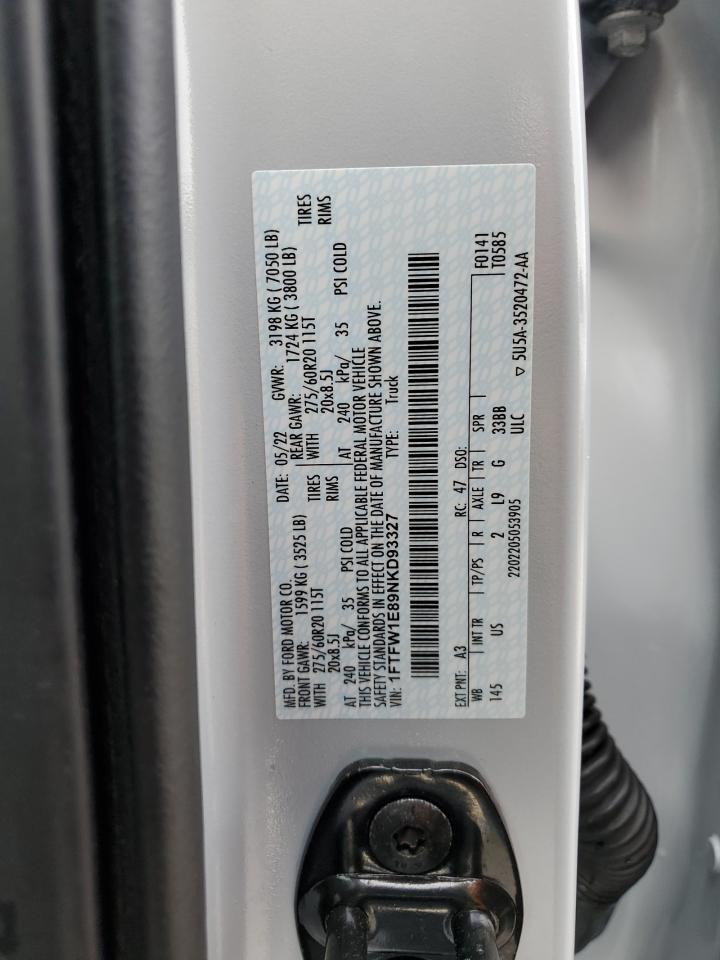 MFD. BY FORD MOTOR CO.
DATE: 05/22 GVWR: 3198 KG ( 7050 LB)
FRONT GAWR: 1599 KG ( 3525 LB)
REAR GAWR: 1724 KG ( 3800 LB)
WITH 275/60R20 115T TIRES
WITH 275/60R20 115T TIRES
20x8.5J RIMS
20x8.5J RIMS
AT 240 kPa/ 35 PSI COLD
AT 240 kPa/ 35 PSI COLD
THIS VEHICLE CONFORMS TO ALL APPLICABLE FEDERAL MOTOR VEHICLE
SAFETY STANDARDS IN EFFECT ON THE DATE OF MANUFACTURE SHOWN ABOVE.
VIN: 1FTFW1E89NKD93327 TYPE: Truck
EXT PNT: A3 RC: 47 DSO: F0141
WB INT TR TP/PS R AXLE TR SPR T05B5
145 US 2 L9 G 33BB
2202205053905 ULC ▽ 5U5A-3520472-AA